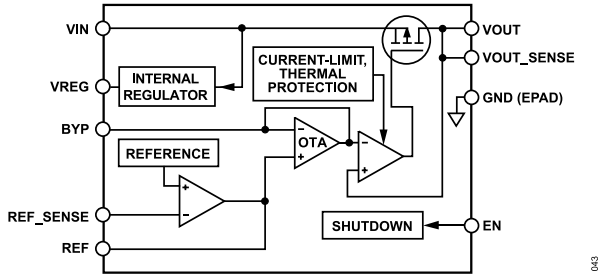 VIN
VOUT
VOUT_SENSE
CURRENT-LIMIT,
THERMAL
PROTECTION
INTERNAL
REGULATOR
VREG
GND (EPAD)
BYP
OTA
REFERENCE
REF_SENSE
REF
SHUTDOWN
EN
043